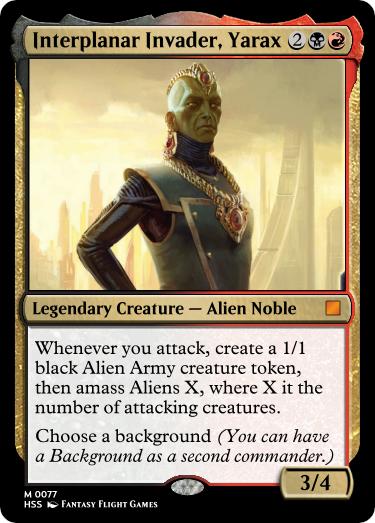 Interplanar Invader, Yarax 2
Legendary Creature — Alien Noble
Whenever you attack, create a 1/1
black Alien Army creature token,
then amass Aliens X, where X it the
number of attacking creatures.
Choose a background (You can have
a Background as a second commander.)
3/4
M 0077
HSS Fantasy Flight Games